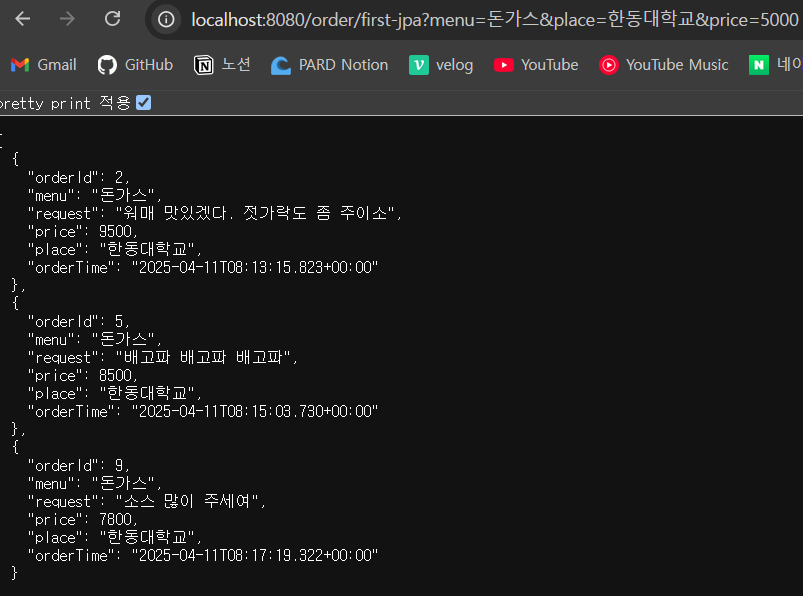 localhost:8080/order/first-jpa?menu=돈가스&place=한동대학교&price=5000
Gmail GitHub 노션 PARD Notion velog YouTube YouTube Music 네이
pretty print 적용
[
{
"orderId": 2,
"menu": "돈가스",
"request": "워매 맛있겠다. 젓가락도 좀 주이소",
"price": 9500,
"place": "한동대학교",
"orderTime": "2025-04-11T08:13:15.823+00:00"
},
{
"orderId": 5,
"menu": "돈가스",
"request": "배고파 배고파 배고파",
"price": 8500,
"place": "한동대학교",
"orderTime": "2025-04-11T08:15:03.730+00:00"
},
{
"orderId": 9,
"menu": "돈가스",
"request": "소스 많이 주세여",
"price": 7800,
"place": "한동대학교",
"orderTime": "2025-04-11T08:17:19.322+00:00"
}